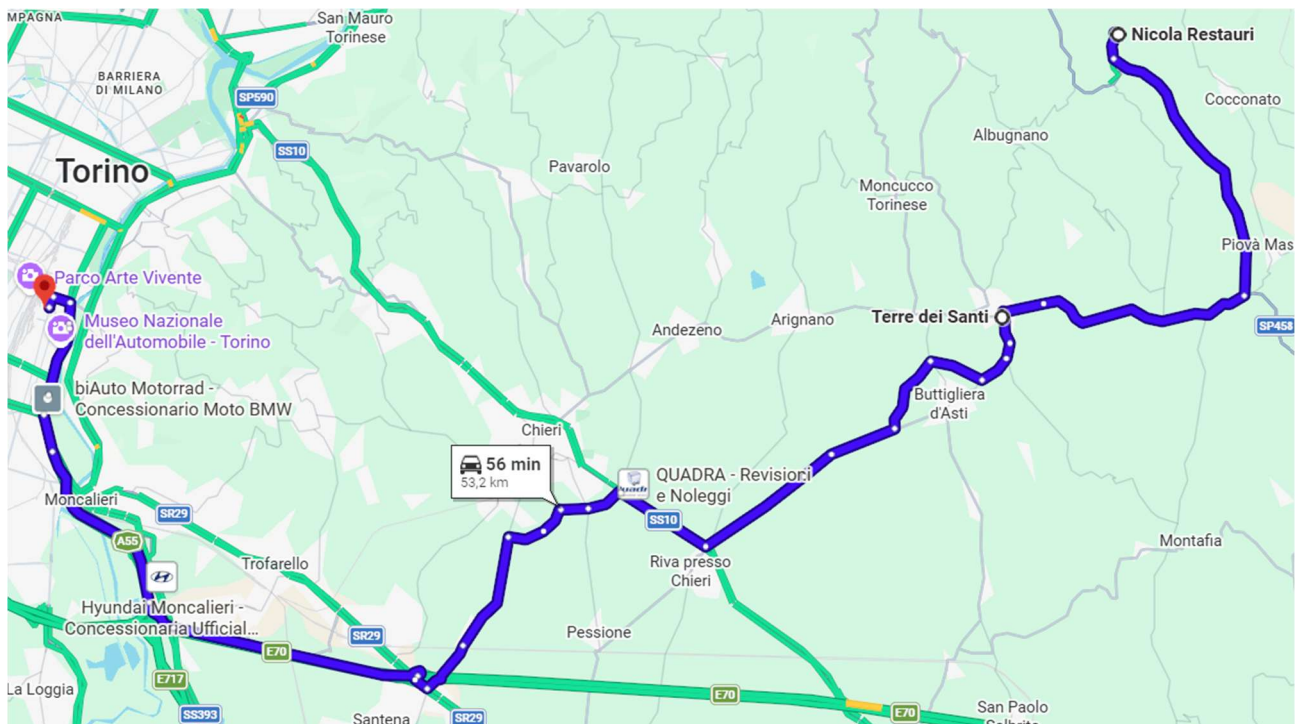 MPAGNA
San Mauro
Torinese
Nicola Restauri
BARRIERA
DI MILANO
SP590
Cocconato
Albugnano
SS10
Torino
Pavarolo
Moncucco
Torinese
Piovà Mas
Parco Arte Vivente
Museo Nazionale
dell'Automobile - Torino
Terre dei Santi
Arignano
Andezeno
SP458
biAuto Motorrad -
Concessionario Moto BMW
Buttigliera
d'Asti
Chieri
56 min
53,2 km
QUADRA - Revisiori
e Noleggi
Moncalieri
SR29
SS10
A55
Trofarello
Riva presso
Chieri
Montafia
Hyundai Moncalieri -
Concessionaria Ufficial...
SR29
Pessione
E70
E717
La Loggia
E70
SS393
Santena
SR29
E70
San Paolo